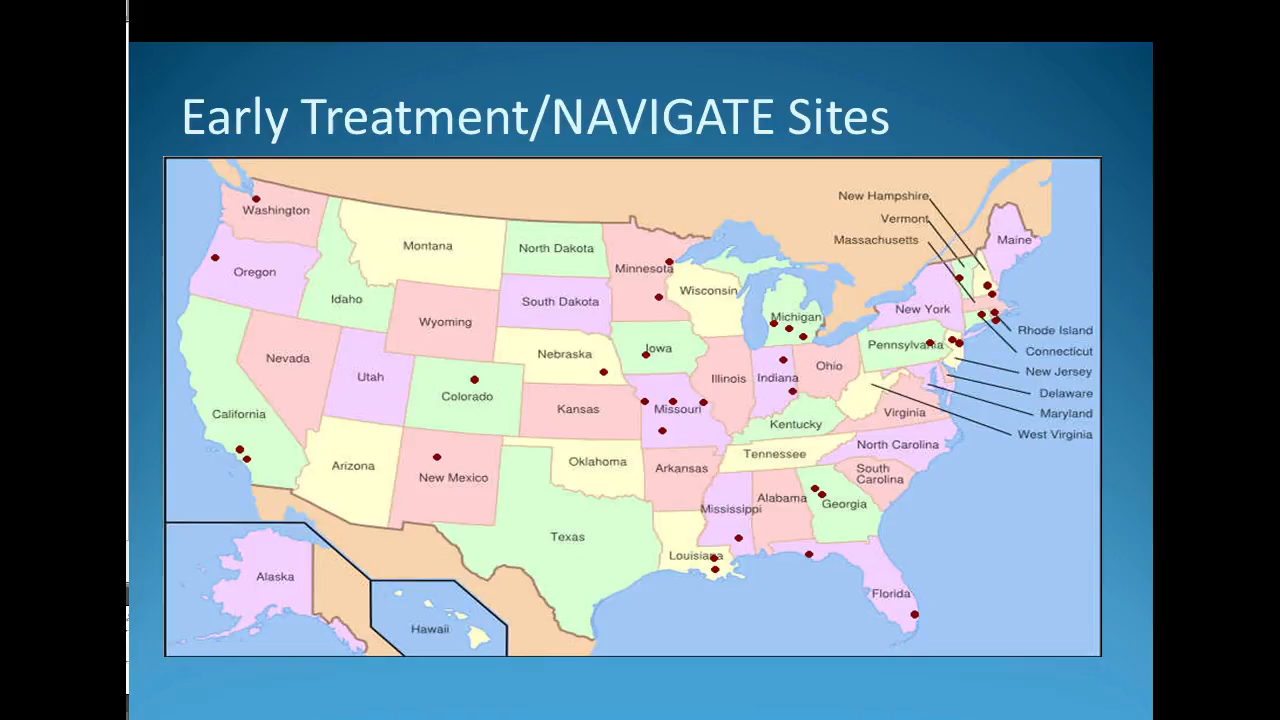 Early Treatment/NAVIGATE Sites
New Hampshire
Vermont
Massachusetts
Washington
Maine
Montana
North Dakota
Minnesota
Oregon
Idaho
South Dakota
Wisconsin
Wyoming
Michigan
New York
Rhode Island
Nevada
Nebraska
Iowa
Pennsylvania
Connecticut
Utah
Colorado
Illinois
Indiana
Ohio
New Jersey
California
Kansas
Missouri
Delaware
Virginia
Maryland
Kentucky
West Virginia
Arizona
New Mexico
Oklahoma
Arkansas
Tennessee
North Carolina
South
Carolina
Texas
Mississippi
Alabama
Georgia
Louisiana
Alaska
Florida
Hawaii